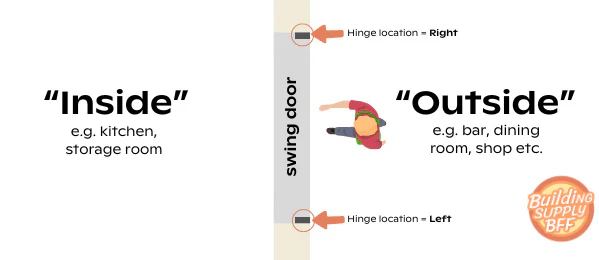 Hinge location = Right
“Inside”
e.g. kitchen,
storage room
swing door
“Outside”
e.g. bar, dining
room, shop etc.
Hinge location = Left
Building
SUPPLY
BFF